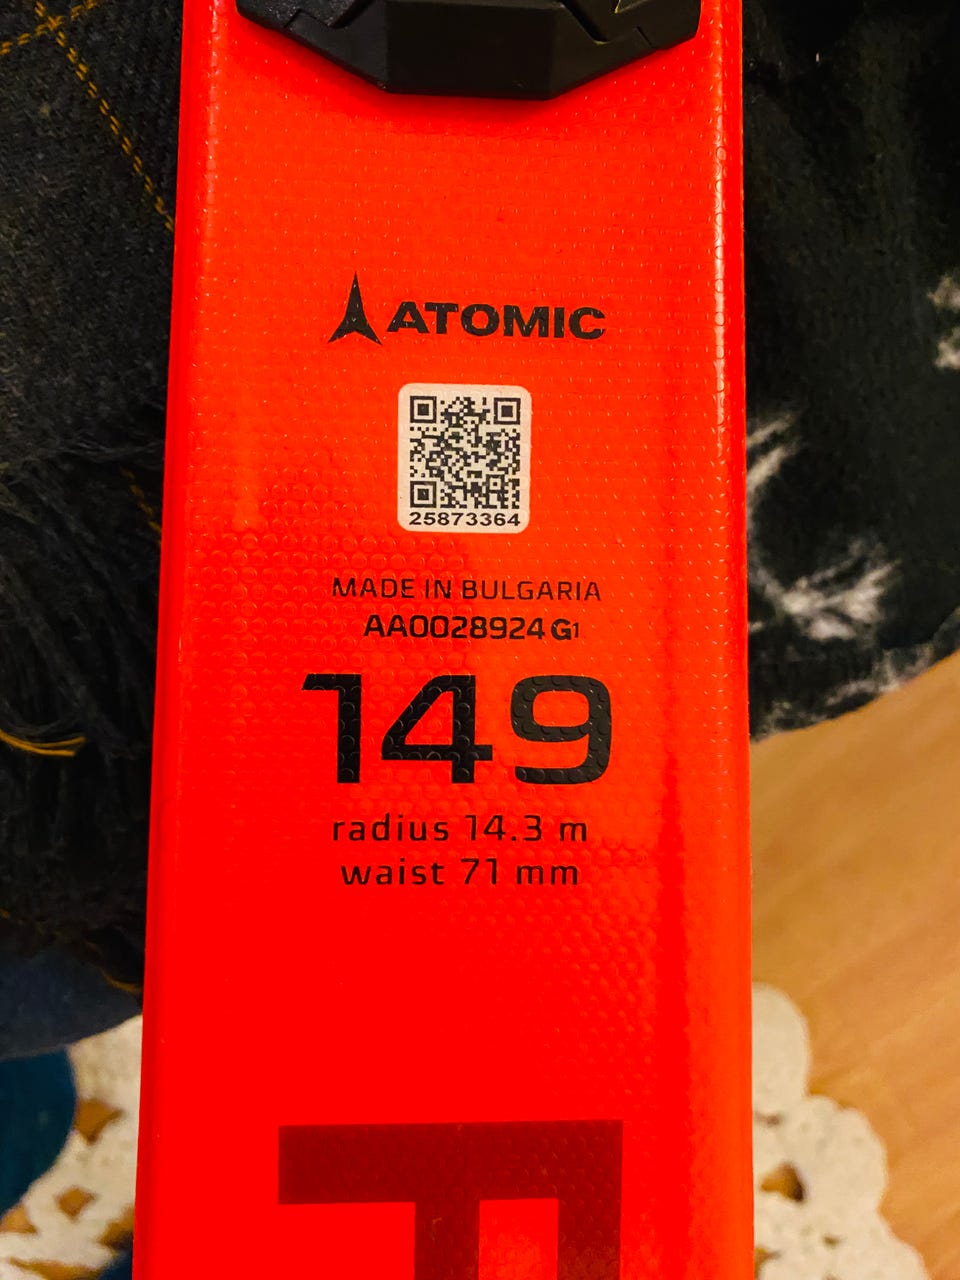 ATOMIC
25873364
MADE IN BULGARIA
AA0028924 G1
149
radius 14.3 m
waist 71 mm